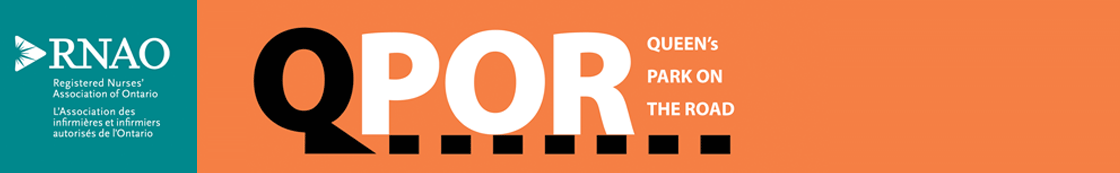 RNAO
Registered Nurses'
Association of Ontario
L'Association des
infirmières et infirmiers
autorisés de l'Ontario
QPOR
QUEEN's
PARK ON
THE ROAD